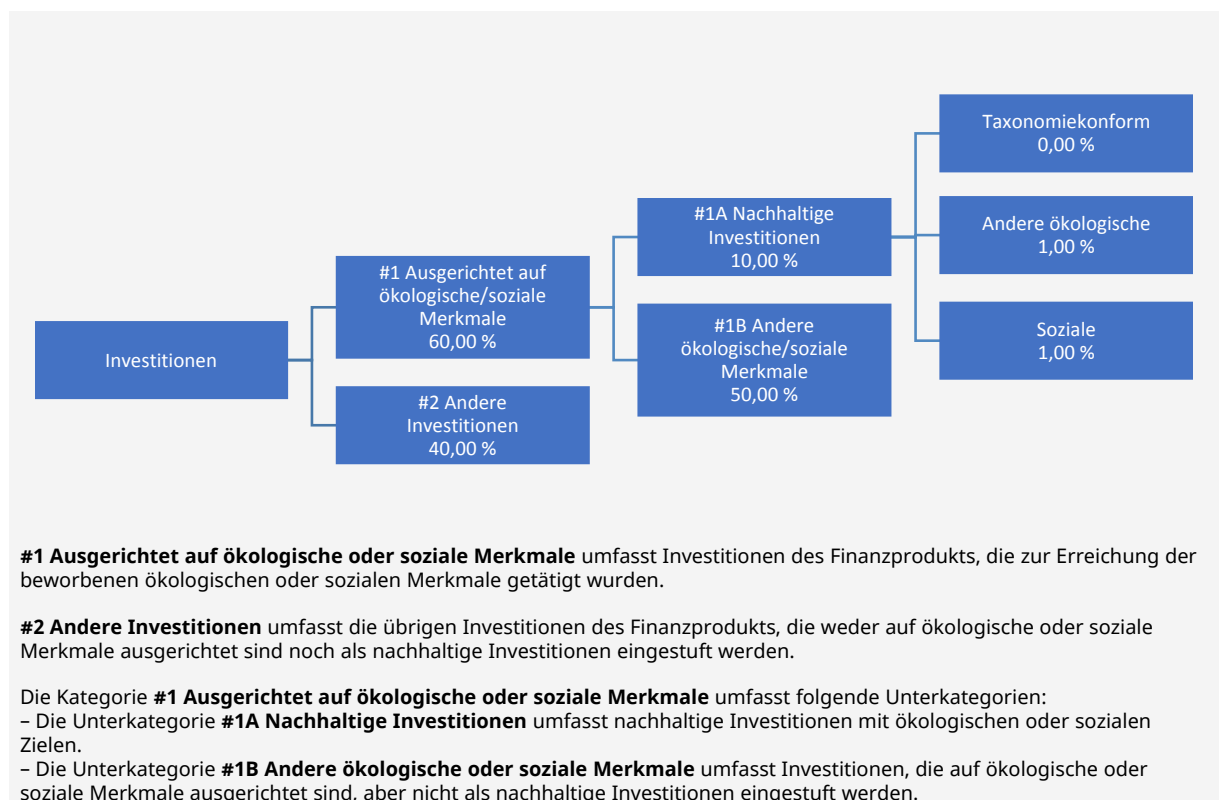 Investitionen
#1 Ausgerichtet auf
ökologische/soziale
Merkmale
60,00 %
#2 Andere
Investitionen
40,00 %
#1A Nachhaltige
Investitionen
10,00 %
#1B Andere
ökologische/soziale
Merkmale
50,00 %
Taxonomiekonform
0,00 %
Andere ökologische
1,00 %
Soziale
1,00 %
#1 Ausgerichtet auf ökologische oder soziale Merkmale umfasst Investitionen des Finanzprodukts, die zur Erreichung der
beworbenen ökologischen oder sozialen Merkmale getätigt wurden.
#2 Andere Investitionen umfasst die übrigen Investitionen des Finanzprodukts, die weder auf ökologische oder soziale
Merkmale ausgerichtet sind noch als nachhaltige Investitionen eingestuft werden.
Die Kategorie #1 Ausgerichtet auf ökologische oder soziale Merkmale umfasst folgende Unterkategorien:
– Die Unterkategorie #1A Nachhaltige Investitionen umfasst nachhaltige Investitionen mit ökologischen oder sozialen
Zielen.
– Die Unterkategorie #1B Andere ökologische oder soziale Merkmale umfasst Investitionen, die auf ökologische oder
soziale Merkmale ausgerichtet sind, aber nicht als nachhaltige Investitionen eingestuft werden.